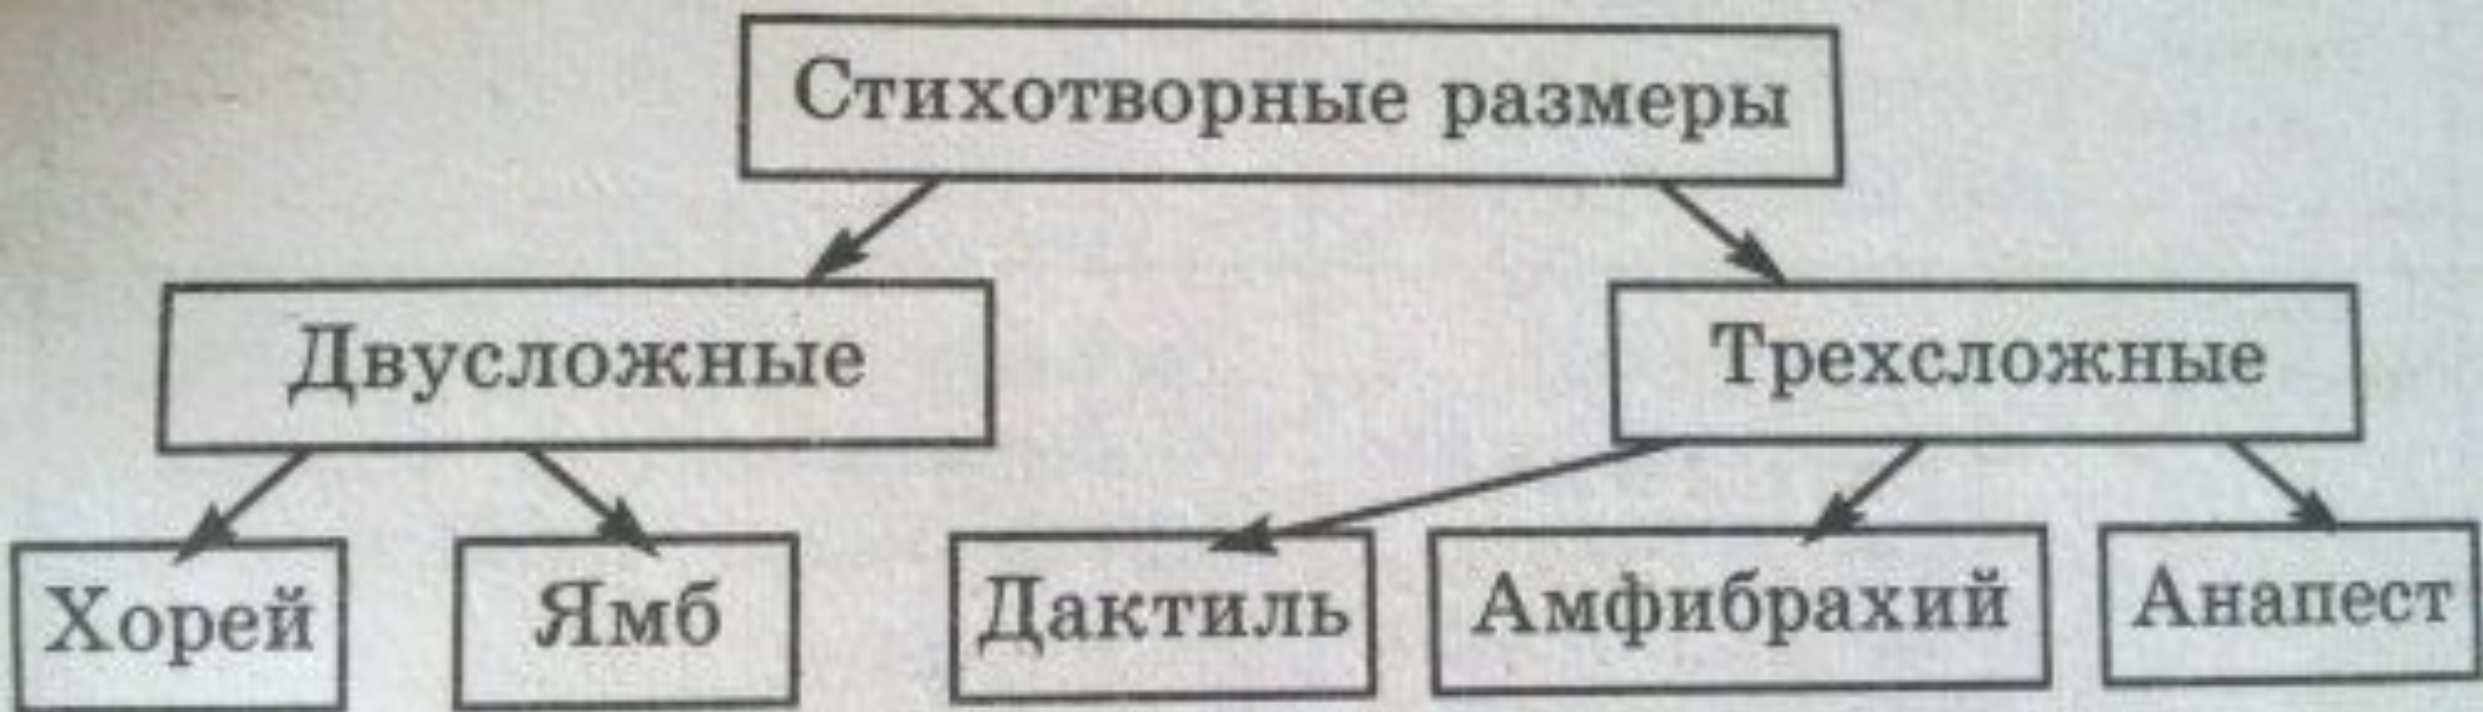 Стихотворные размеры
Двусложные
Трехсложные
Хорей
Ямб
Дактиль
Амфибрахий
Анапест